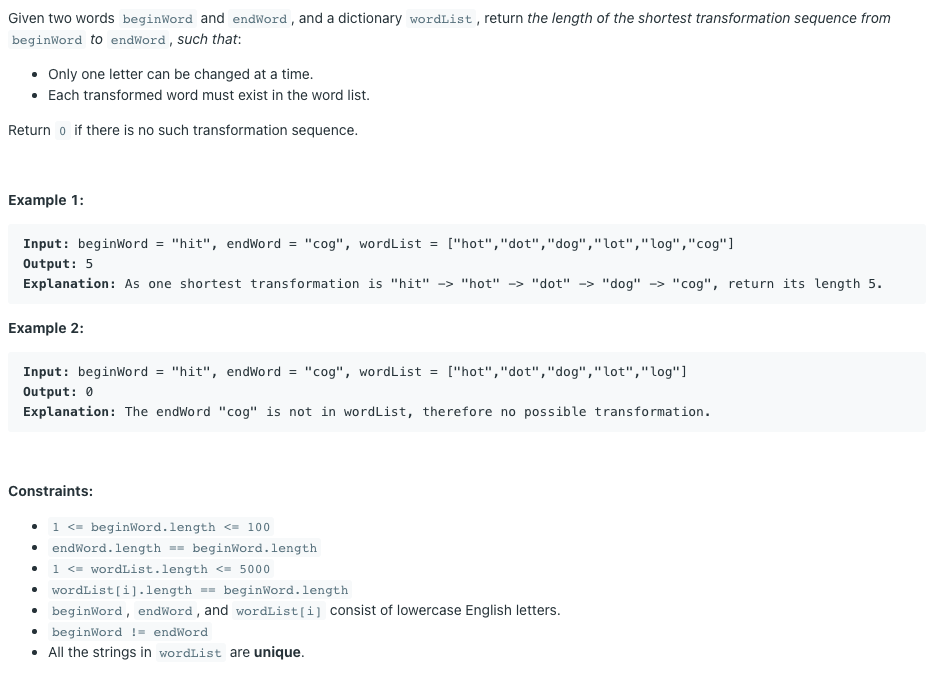 Given two words beginWord and endWord, and a dictionary wordList, return the length of the shortest transformation sequence from
beginWord to endWord, such that:
• Only one letter can be changed at a time.
• Each transformed word must exist in the word list.
Return 0 if there is no such transformation sequence.
Example 1:
Input: beginWord = "hit", endWord = "cog", wordList = ["hot","dot","dog","lot","log","cog"]
Output: 5
Explanation: As one shortest transformation is "hit" -> "hot" -> "dot" -> "dog" -> "cog", return its length 5.
Example 2:
Input: beginWord = "hit", endWord = "cog", wordList = ["hot","dot","dog","lot","log"]
Output: 0
Explanation: The endWord "cog" is not in wordList, therefore no possible transformation.
Constraints:
• 1 <= beginWord.length <= 100
• endWord.length == beginWord.length
• 1 <= wordList.length <= 5000
• wordList[i].length == beginWord.length
• beginWord, endWord, and wordList[i] consist of lowercase English letters.
• beginWord != endWord
• All the strings in wordList are unique.